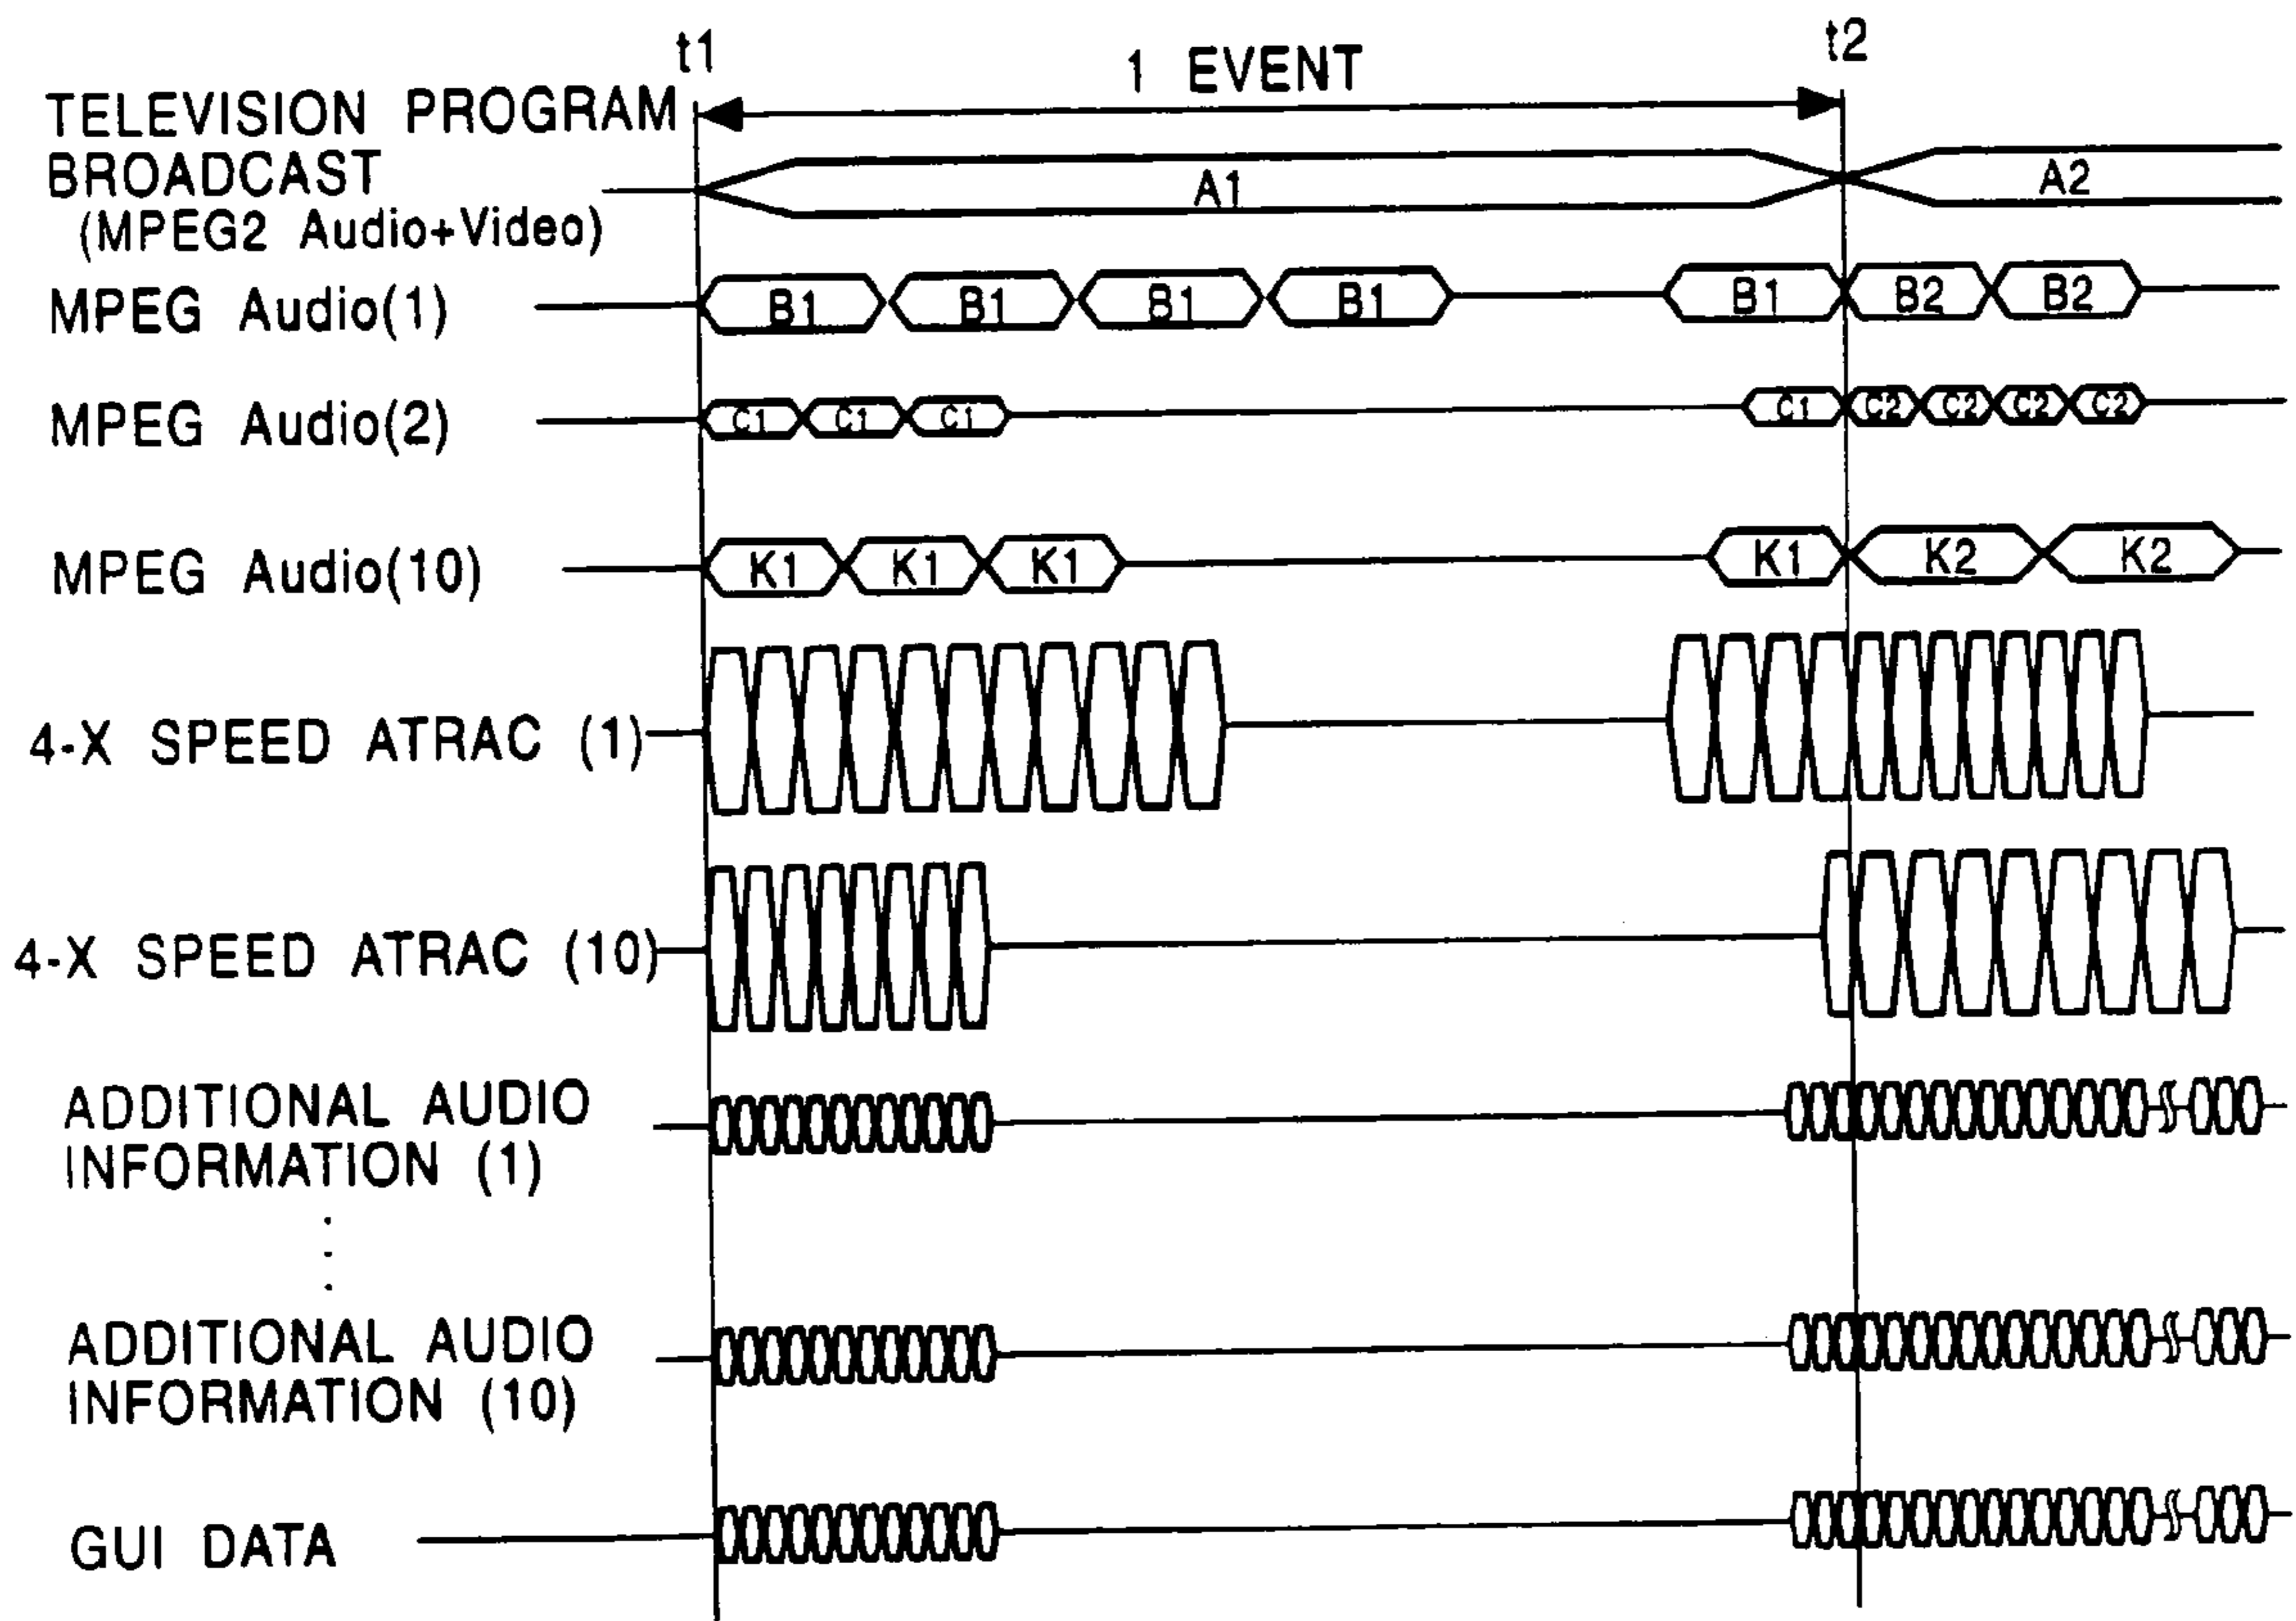 t1
1 EVENT
t2
TELEVISION PROGRAM
BROADCAST
(MPEG2 Audio+Video)
A1
A2
MPEG Audio(1)
B1 B1 B1 B1 B1 B2 B2
MPEG Audio(2)
C1 C1 C1 C1 C2 C2 C2 C2
MPEG Audio(10)
K1 K1 K1 K1 K2 K2
4-X SPEED ATRAC (1)
4-X SPEED ATRAC (10)
ADDITIONAL AUDIO
INFORMATION (1)
ADDITIONAL AUDIO
INFORMATION (10)
GUI DATA